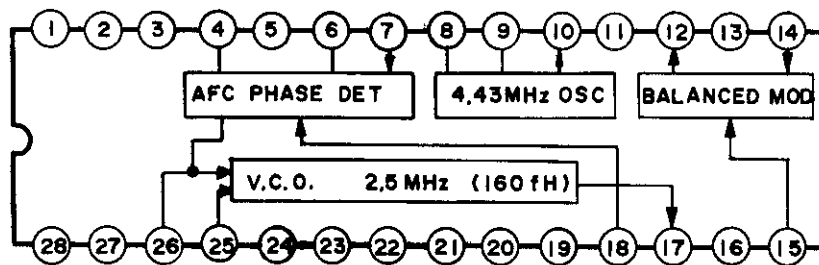 1 2 3 4 5 6 7 8 9 10 11 12 13 14
AFC PHASE DET 4,43MHz OSC BALANCED MOD
V.C.O. 2,5 MHz (160 fH)
28 27 26 25 24 23 22 21 20 19 18 17 16 15